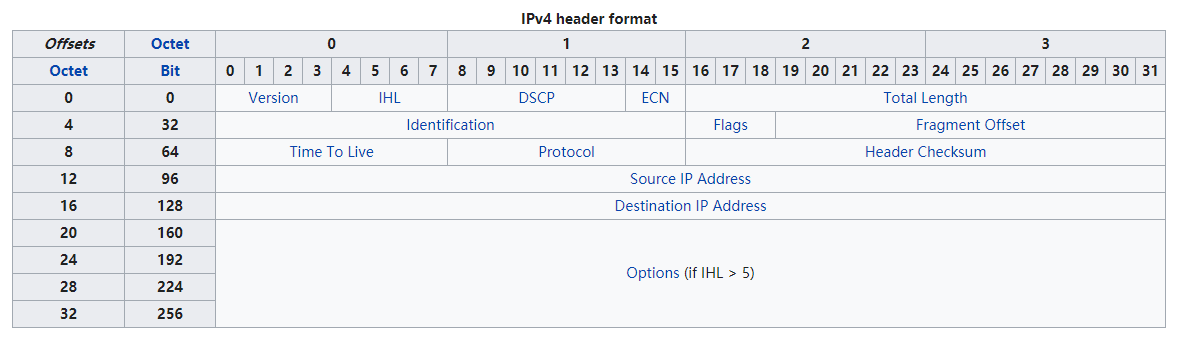 IPv4 header format
Offsets Octet 0 1 2 3
Octet Bit 0 1 2 3 4 5 6 7 8 9 10 11 12 13 14 15 16 17 18 19 20 21 22 23 24 25 26 27 28 29 30 31
0 0 Version IHL DSCP ECN Total Length
4 32 Identification Flags Fragment Offset
8 64 Time To Live Protocol Header Checksum
12 96 Source IP Address
16 128 Destination IP Address
20 160
24 192
Options (if IHL > 5)
28 224
32 256